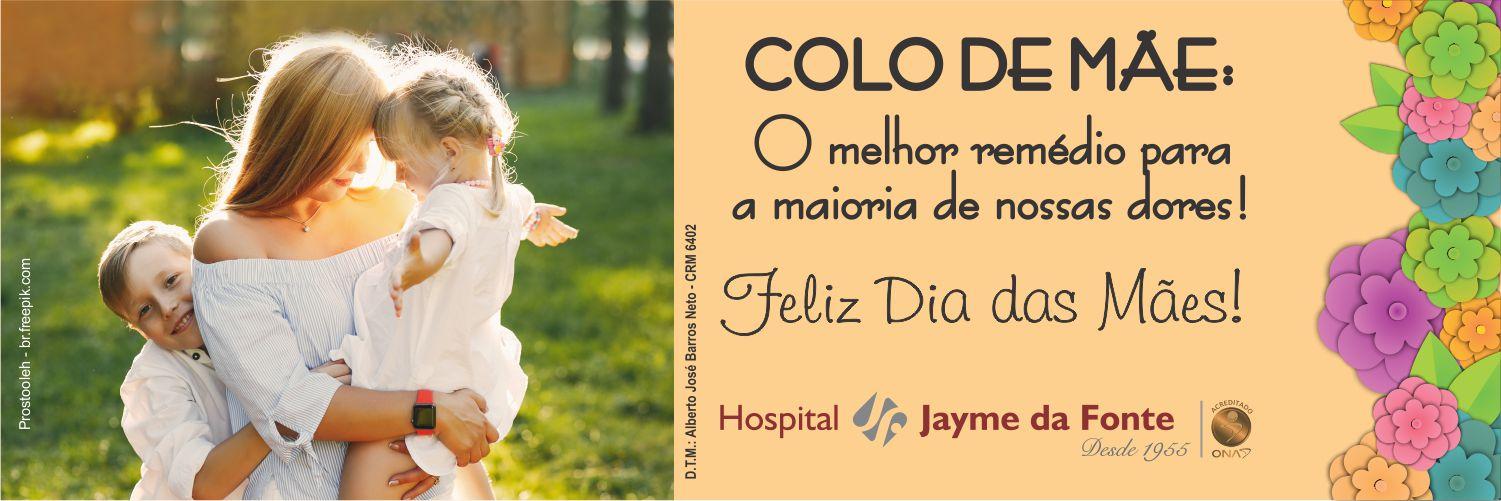 Prostooleh - br.freepik.com
D.T.M.: Alberto José Barros Neto - CRM 6402
COLO DE MÃE:
O melhor remédio para
a maioria de nossas dores!
Feliz Dia das Mães!
Hospital Jayme da Fonte
Desde 1955
ACREDITADO
ONA